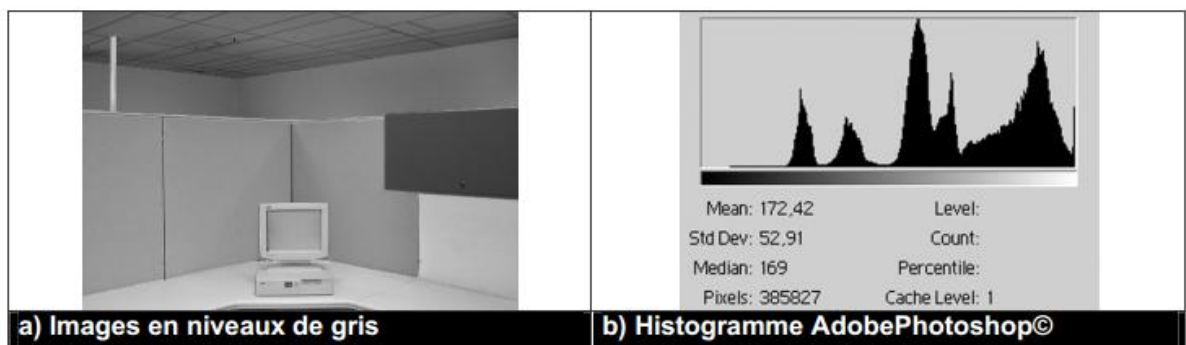 Mean: 172,42
Level:
Std Dev: 52,91
Count:
Median: 169
Percentile:
Pixels: 385827
Cache Level: 1
a) Images en niveaux de gris
b) Histogramme AdobePhotoshop©